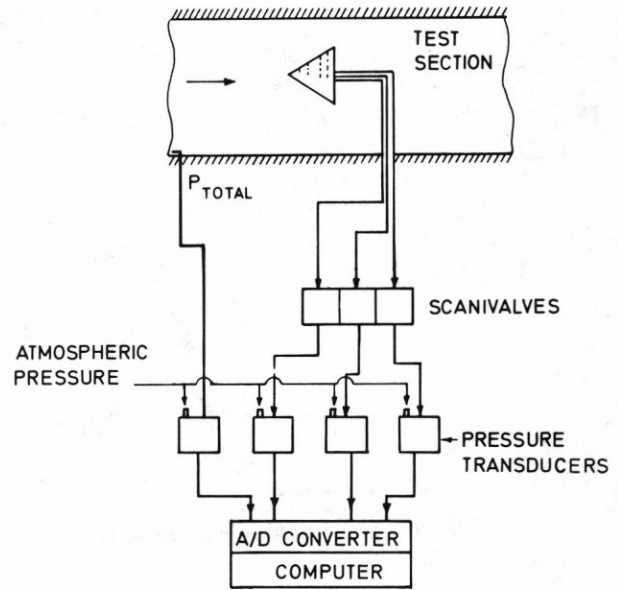 TEST
SECTION
P TOTAL
SCANIVALVES
ATMOSPHERIC
PRESSURE
PRESSURE
TRANSDUCERS
A/D CONVERTER
COMPUTER